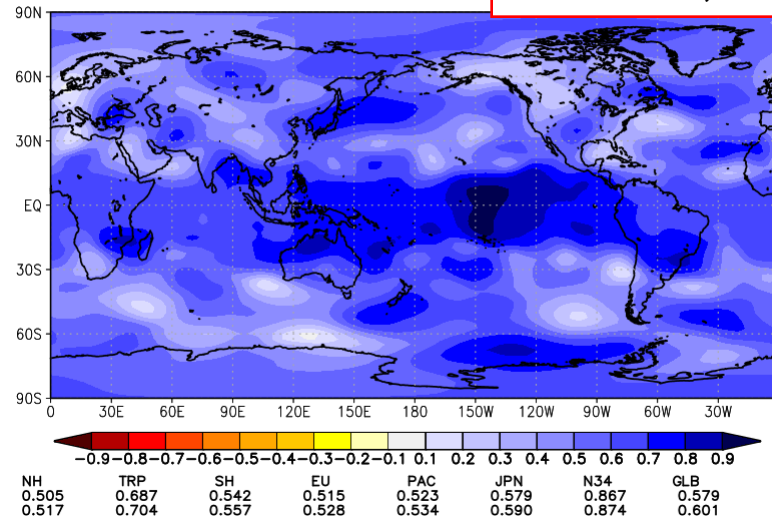 90N
60N
30N
EQ
30S
60S
90S
0 30E 60E 90E 120E 150E 180 150W 120W 90W 60W 30W
-0.9 -0.8 -0.7 -0.6 -0.5 -0.4 -0.3 -0.2 -0.1 0.1 0.2 0.3 0.4 0.5 0.6 0.7 0.8 0.9
NH TRP SH EU PAC JPN N34 GLB
0.505 0.687 0.542 0.515 0.523 0.579 0.867 0.579
0.517 0.704 0.557 0.528 0.534 0.590 0.874 0.601